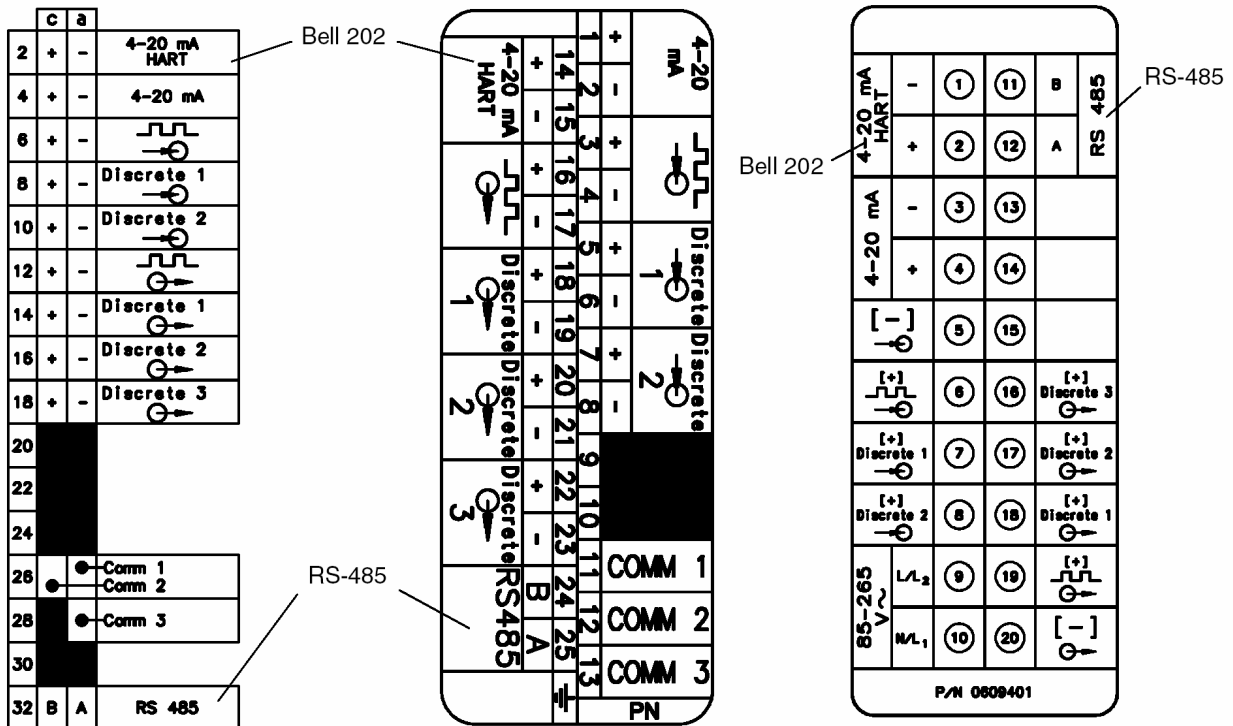 c a
2 + - 4-20 mA HART
4 + - 4-20 mA
6 + -
8 + - Discrete 1
10 + - Discrete 2
12 + -
14 + - Discrete 1
16 + - Discrete 2
18 + - Discrete 3
20
22
24
26 Comm 1
Comm 2
28 Comm 3
30
32 B A RS 485
Bell 202
RS-485
4-20 mA HART + 14 - 15
+ 16 - 17
Discrete 1 + 18 - 19
Discrete 2 + 20 - 21
Discrete 3 + 22 - 23
RS485 B 24 A 25
1 + 2 - 4-20 mA
3 + 4 -
5 + 6 - Discrete 1
7 + 8 - Discrete 2
9
10
11 COMM 1
12 COMM 2
13 COMM 3
PN
Bell 202
RS-485
4-20 mA HART - 1 11 B RS 485
+ 2 12 A
4-20 mA - 3 13
+ 4 14
[-] 5 15
[+] 6 16 [+] Discrete 3
[+] Discrete 1 7 17 [+] Discrete 2
[+] Discrete 2 8 18 [+] Discrete 1
85-265 V~ L/L2 9 19 [+]
N/L1 10 20 [-]
P/N 0609401